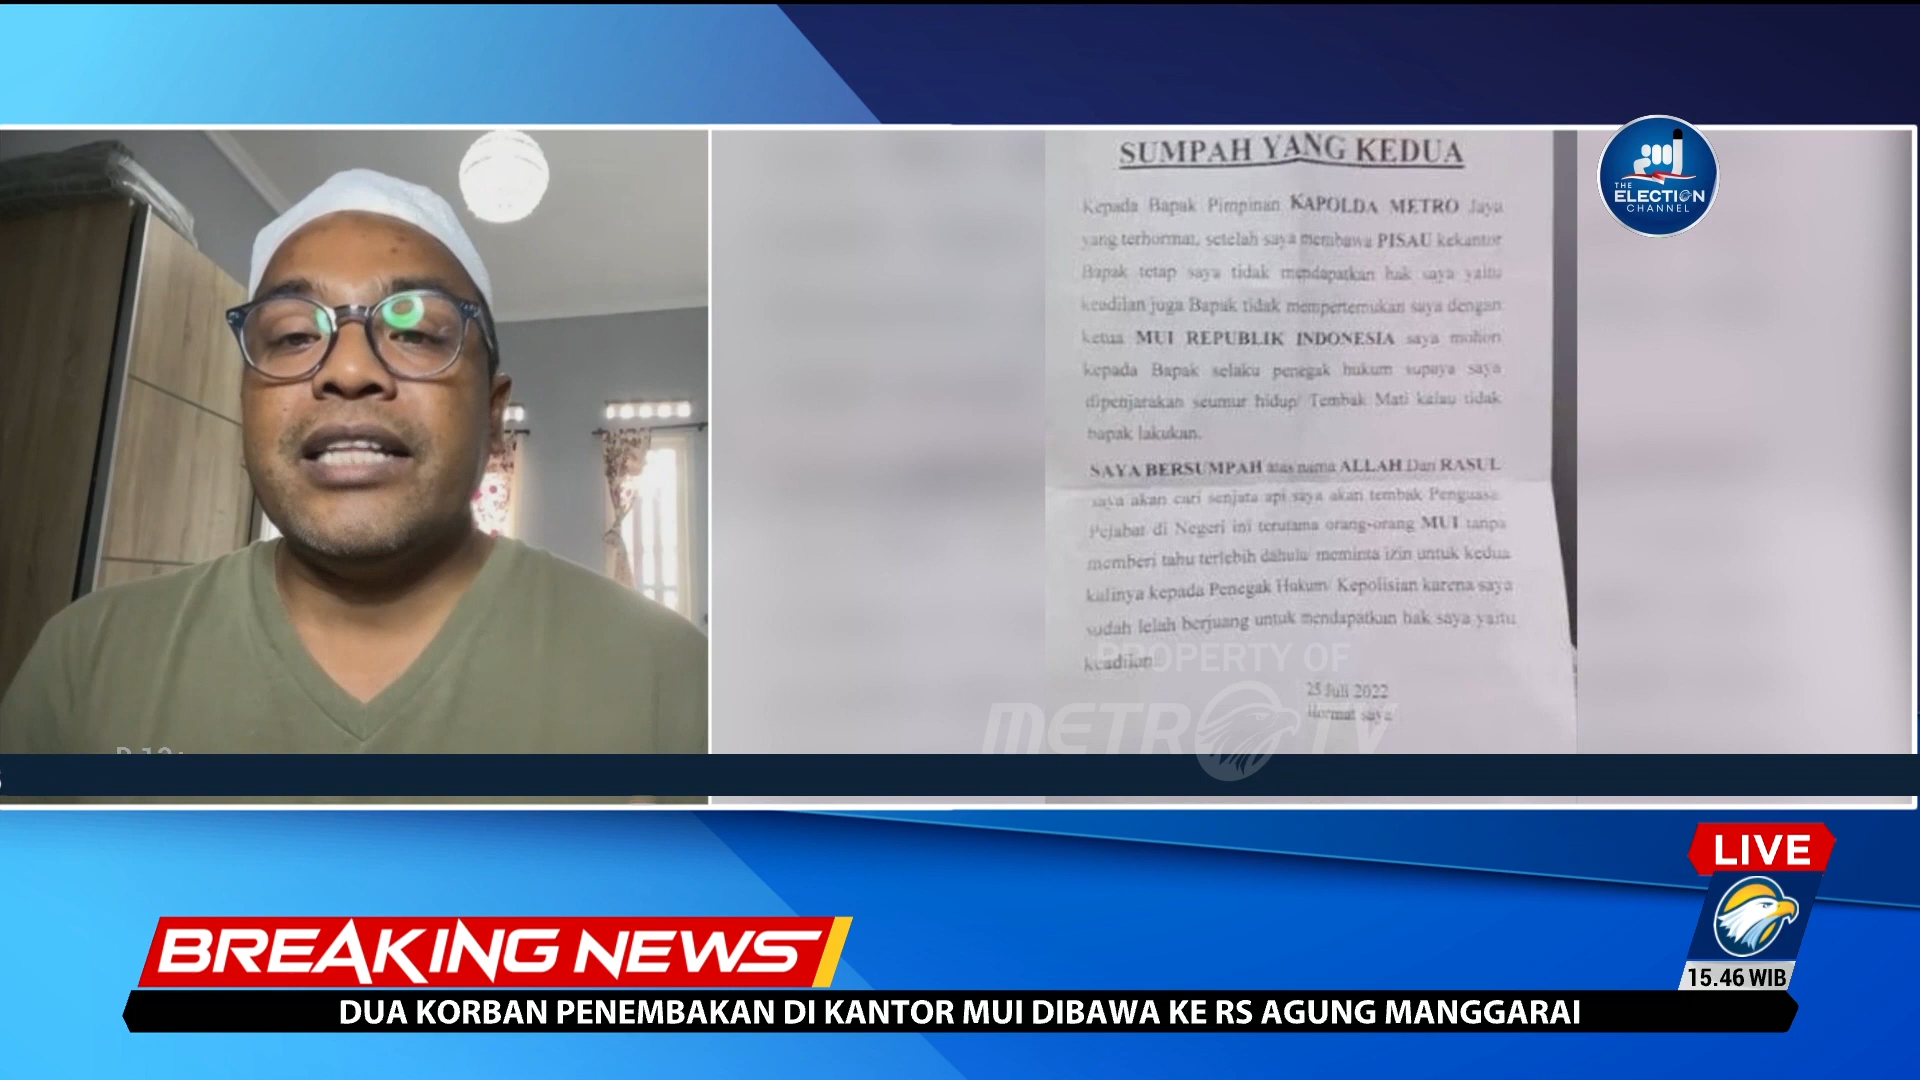 SUMPAH YANG KEDUA
Kepada Bapak Pimpinan KAPOLDA METRO Jaya
yang terhormat, setelah saya membawa PISAU kekantor
Bapak tetap saya tidak mendapatkan hak saya yaitu
keadilan juga Bapak tidak mempertemukan saya dengan
ketua MUI REPUBLIK INDONESIA saya mohon
kepada Bapak selaku penegak hukum supaya saya
dipenjarakan seumur hidup/ Tembak Mati kalau tidak
bapak lakukan.
SAYA BERSUMPAH atas nama ALLAH Dan RASUL
saya akan cari senjata api saya akan tembak Penguasa
Pejabat di Negeri ini terutama orang-orang MUI tanpa
memberi tahu terlebih dahulu/ meminta izin untuk kedua
kalinya kepada Penegak Hukum/ Kepolisian karena saya
sudah lelah berjuang untuk mendapatkan hak saya yaitu
keadilan
25 Juli 2022
Hormat saya
PROPERTY OF
METRO TV
THE
ELECTION
CHANNEL
LIVE
15.46 WIB
BREAKING NEWS
DUA KORBAN PENEMBAKAN DI KANTOR MUI DIBAWA KE RS AGUNG MANGGARAI